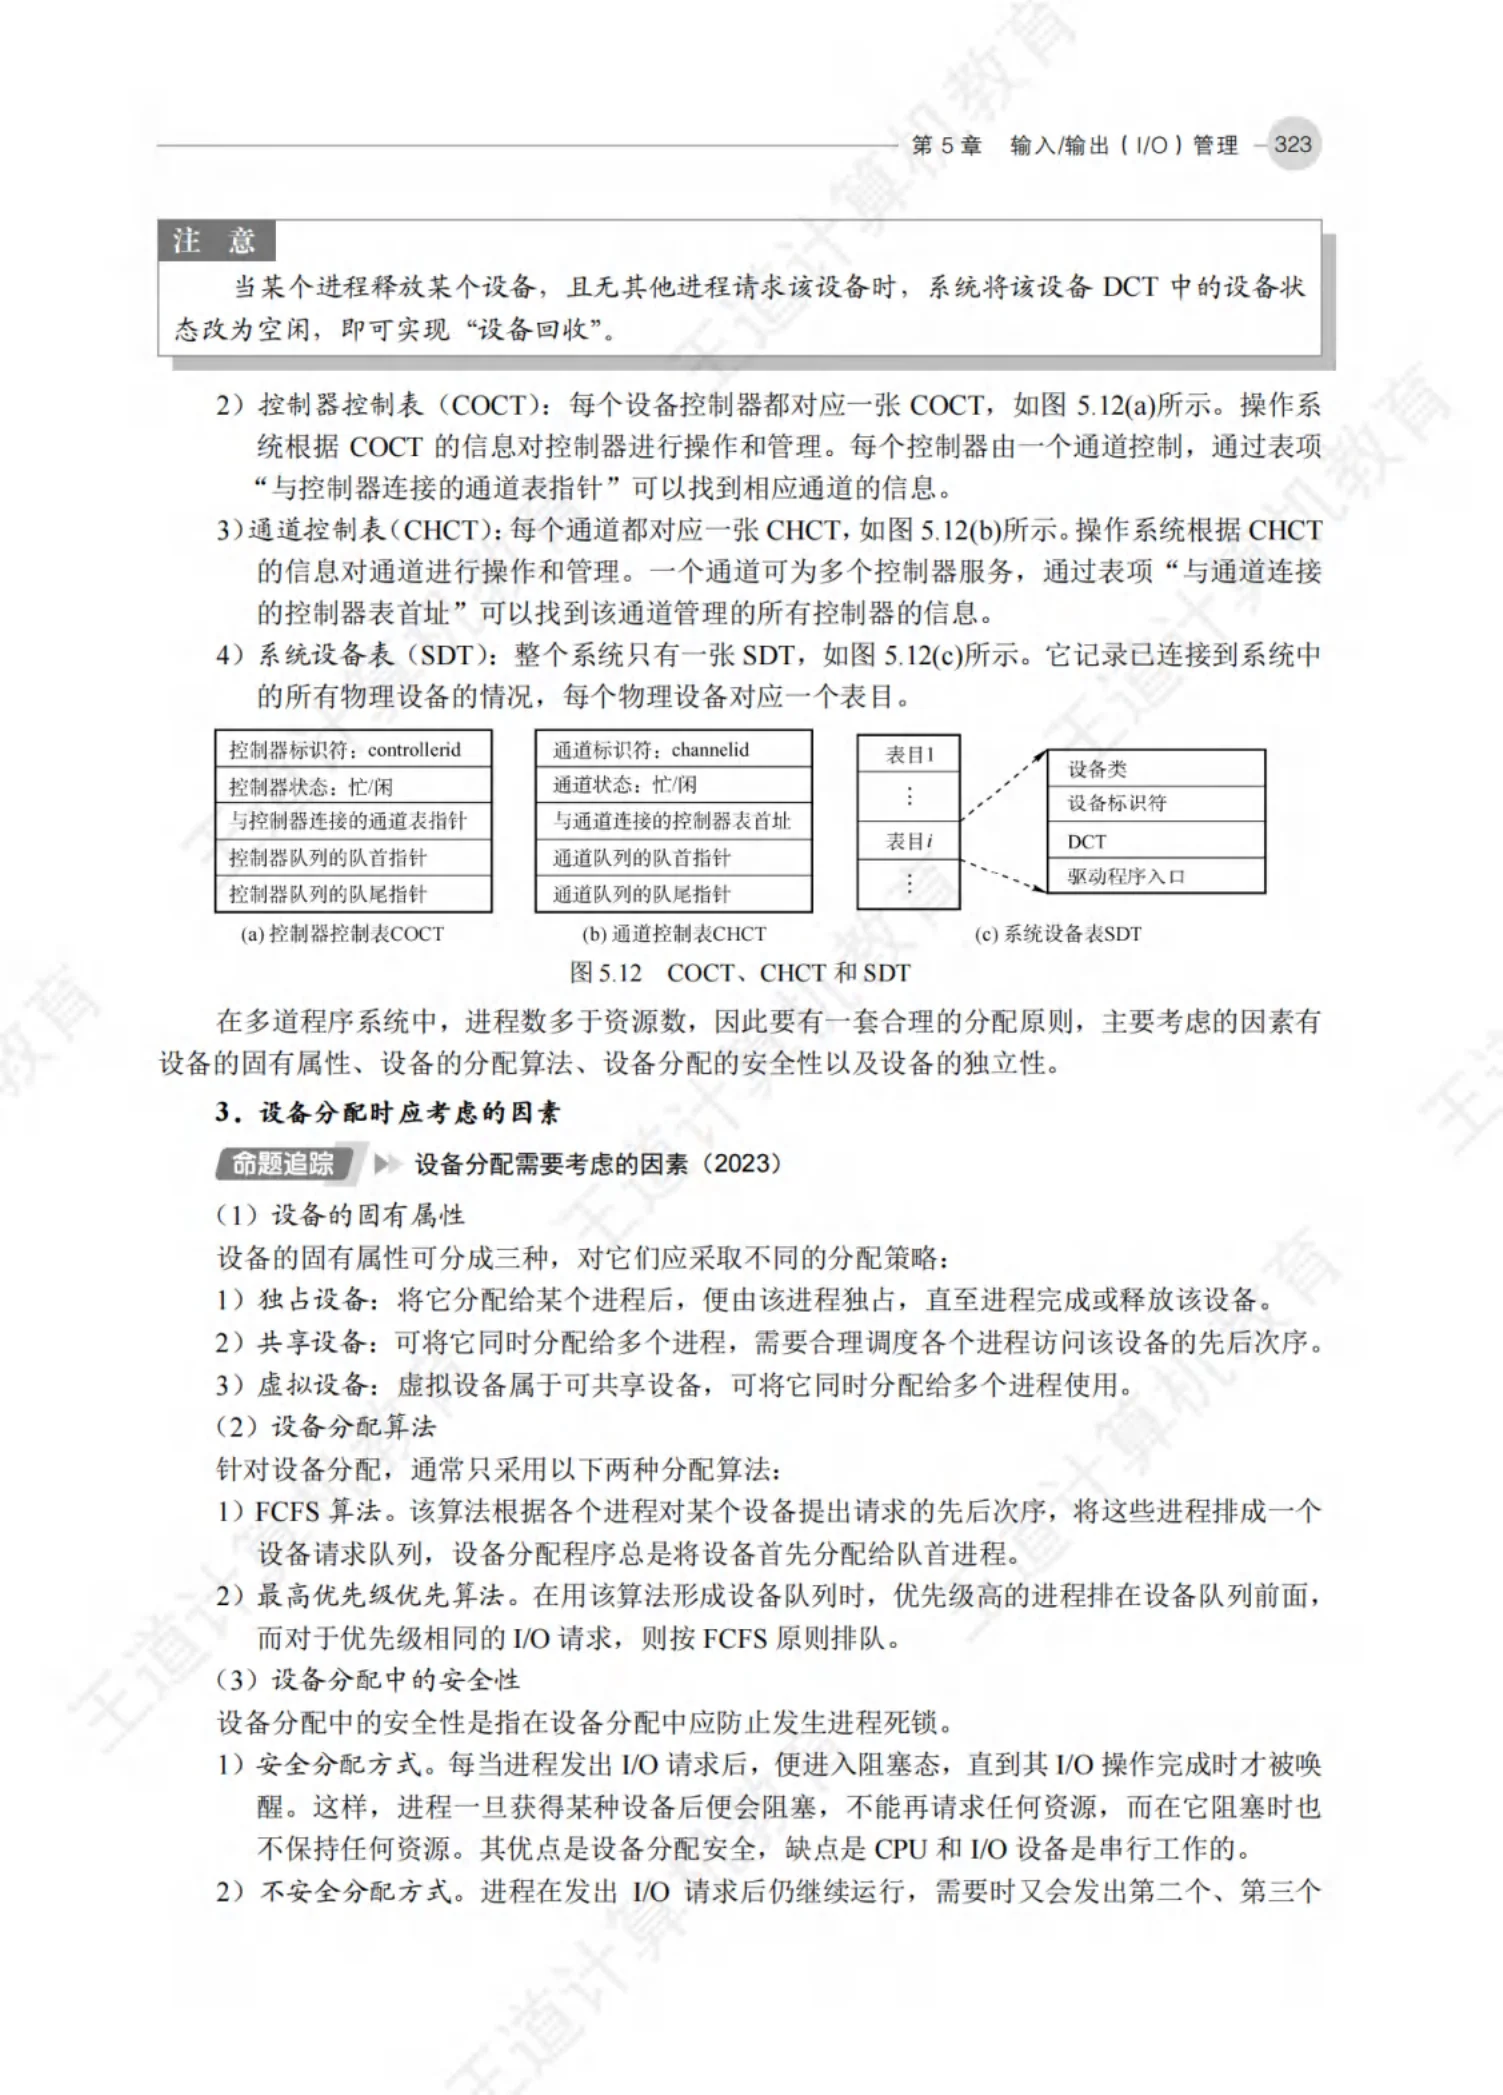 第 5 章 输入/输出（I/O）管理 323
注 意
当某个进程释放某个设备，且无其他进程请求该设备时，系统将该设备 DCT 中的设备状
态改为空闲，即可实现“设备回收”。
2）控制器控制表（COCT）：每个设备控制器都对应一张 COCT，如图 5.12(a)所示。操作系
统根据 COCT 的信息对控制器进行操作和管理。每个控制器由一个通道控制，通过表项
“与控制器连接的通道表指针”可以找到相应通道的信息。
3）通道控制表（CHCT）：每个通道都对应一张 CHCT，如图 5.12(b)所示。操作系统根据 CHCT
的信息对通道进行操作和管理。一个通道可为多个控制器服务，通过表项“与通道连接
的控制器表首址”可以找到该通道管理的所有控制器的信息。
4）系统设备表（SDT）：整个系统只有一张 SDT，如图 5.12(c)所示。它记录已连接到系统中
的所有物理设备的情况，每个物理设备对应一个表目。
控制器标识符：controllerid
控制器状态：忙/闲
与控制器连接的通道表指针
控制器队列的队首指针
控制器队列的队尾指针
(a) 控制器控制表COCT
通道标识符：channelid
通道状态：忙/闲
与通道连接的控制器表首址
通道队列的队首指针
通道队列的队尾指针
(b) 通道控制表CHCT
表目1
⋮
表目i
⋮
设备类
设备标识符
DCT
驱动程序入口
(c) 系统设备表SDT
图 5.12 COCT、CHCT 和 SDT
在多道程序系统中，进程数多于资源数，因此要有一套合理的分配原则，主要考虑的因素有
设备的固有属性、设备的分配算法、设备分配的安全性以及设备的独立性。
3．设备分配时应考虑的因素
命题追踪 设备分配需要考虑的因素（2023）
（1）设备的固有属性
设备的固有属性可分成三种，对它们应采取不同的分配策略：
1）独占设备：将它分配给某个进程后，便由该进程独占，直至进程完成或释放该设备。
2）共享设备：可将它同时分配给多个进程，需要合理调度各个进程访问该设备的先后次序。
3）虚拟设备：虚拟设备属于可共享设备，可将它同时分配给多个进程使用。
（2）设备分配算法
针对设备分配，通常只采用以下两种分配算法：
1）FCFS 算法。该算法根据各个进程对某个设备提出请求的先后次序，将这些进程排成一个
设备请求队列，设备分配程序总是将设备首先分配给队首进程。
2）最高优先级优先算法。在用该算法形成设备队列时，优先级高的进程排在设备队列前面，
而对于优先级相同的 I/O 请求，则按 FCFS 原则排队。
（3）设备分配中的安全性
设备分配中的安全性是指在设备分配中应防止发生进程死锁。
1）安全分配方式。每当进程发出 I/O 请求后，便进入阻塞态，直到其 I/O 操作完成时才被唤
醒。这样，进程一旦获得某种设备后便会阻塞，不能再请求任何资源，而在它阻塞时也
不保持任何资源。其优点是设备分配安全，缺点是 CPU 和 I/O 设备是串行工作的。
2）不安全分配方式。进程在发出 I/O 请求后仍继续运行，需要时又会发出第二个、第三个
王道计算机教育
王道计算机教育
王道计算机教育
王道计算机教育
王道计算机教育
王道计算机教育
王道计算机教育